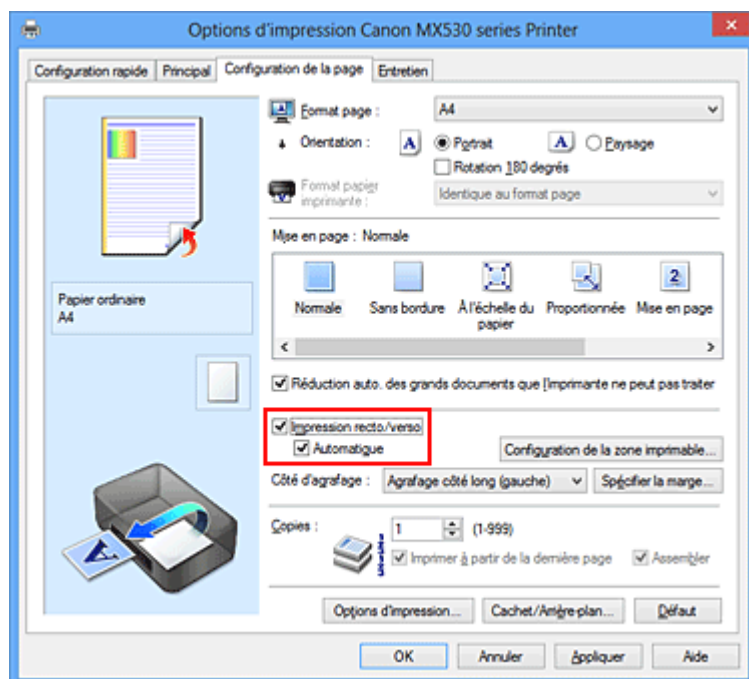 Options d'impression Canon MX530 series Printer
Configuration rapide Principal Configuration de la page Entretien
Format page : A4
Orientation : A Portrait A Paysage
Rotation 180 degrés
Format papier imprimante : Identique au format page
Mise en page : Normale
2
Normale Sans bordure À l'échelle du papier Proportionnée Mise en page
Papier ordinaire
A4
Réduction auto. des grands documents que l'imprimante ne peut pas traiter
Impression recto/verso
Automatique
Configuration de la zone imprimable...
Côté d'agrafage : Agrafage côté long (gauche) Spécifier la marge...
Copies : 1 (1-999)
Imprimer à partir de la dernière page Assembler
A
Options d'impression... Cachet/Arrière-plan... Défaut
OK Annuler Appliquer Aide